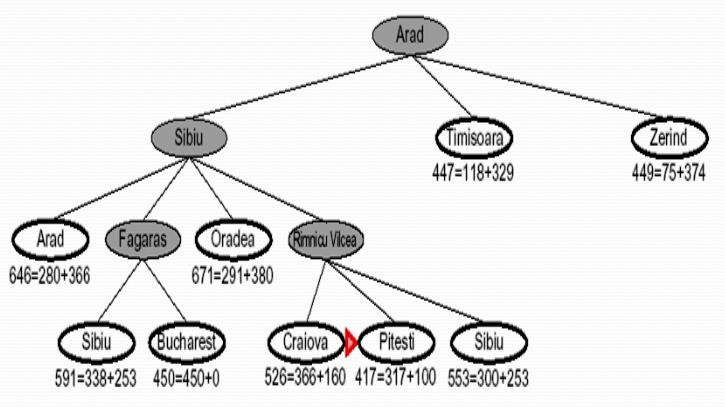 Arad
Sibiu
Timisoara
Zerind
447=118+329
449=75+374
Arad
Fagaras
Oradea
Rimnicu Vilcea
646=280+366
671=291+380
Sibiu
Bucharest
Craiova
Pitesti
Sibiu
591=338+253
450=450+0
526=366+160
417=317+100
553=300+253